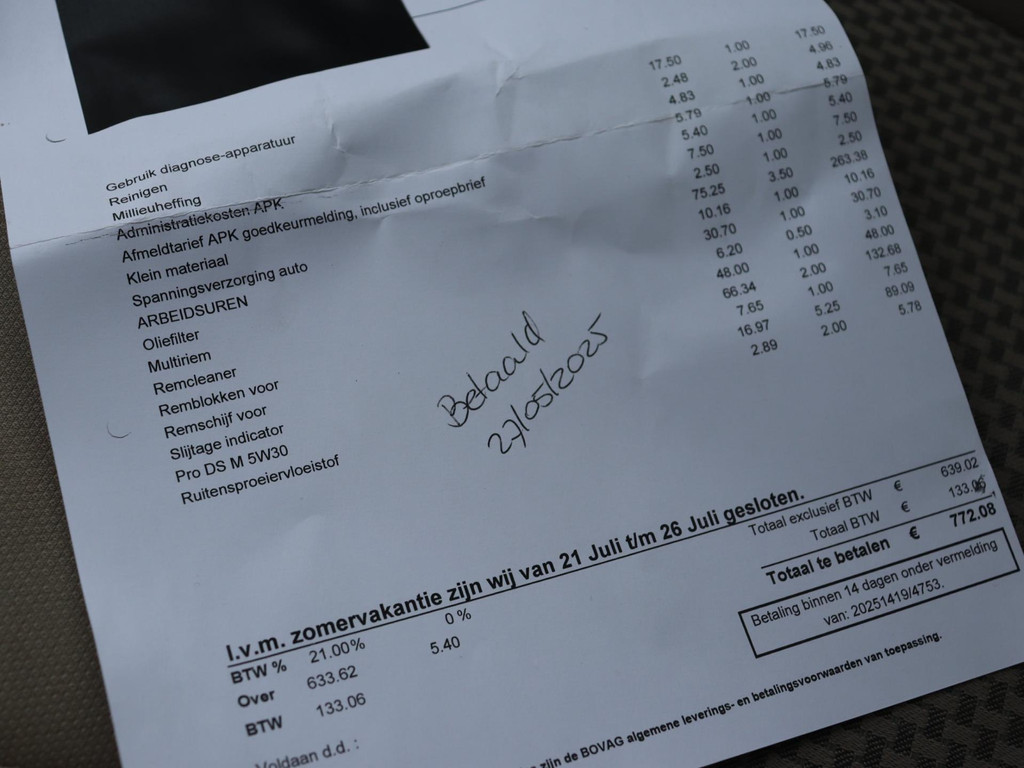 Gebruik diagnose-apparatuur 17.50 1.00 17.50
Reinigen 2.48 2.00 4.96
Milieuheffing 4.83 1.00 4.83
Administratiekosten APK 5.79 1.00 5.79
Afmeldtarief APK goedkeurmelding, inclusief oproepbrief 5.40 1.00 5.40
Klein materiaal 7.50 1.00 7.50
Spanningsverzorging auto 2.50 1.00 2.50
ARBEIDSUREN 75.25 3.50 263.38
Oliefilter 10.16 1.00 10.16
Multiriem 30.70 1.00 30.70
Remcleaner 6.20 0.50 3.10
Remblokken voor 48.00 1.00 48.00
Remschijf voor 66.34 2.00 132.68
Slijtage indicator 7.65 1.00 7.65
Pro DS M 5W30 16.97 5.25 89.09
Ruitensproeiervloeistof 2.89 2.00 5.78
Betaald
27/05/2025
I.v.m. zomervakantie zijn wij van 21 Juli t/m 26 Juli gesloten.
Totaal exclusief BTW € 639.02
Totaal BTW € 133.06
Totaal te betalen € 772.08
BTW % 21.00% 0 %
Over 633.62 5.40
BTW 133.06
Betaling binnen 14 dagen onder vermelding
van: 20251419/4753.
Voldaan d.d. :
zijn de BOVAG algemene leverings- en betalingsvoorwaarden van toepassing.